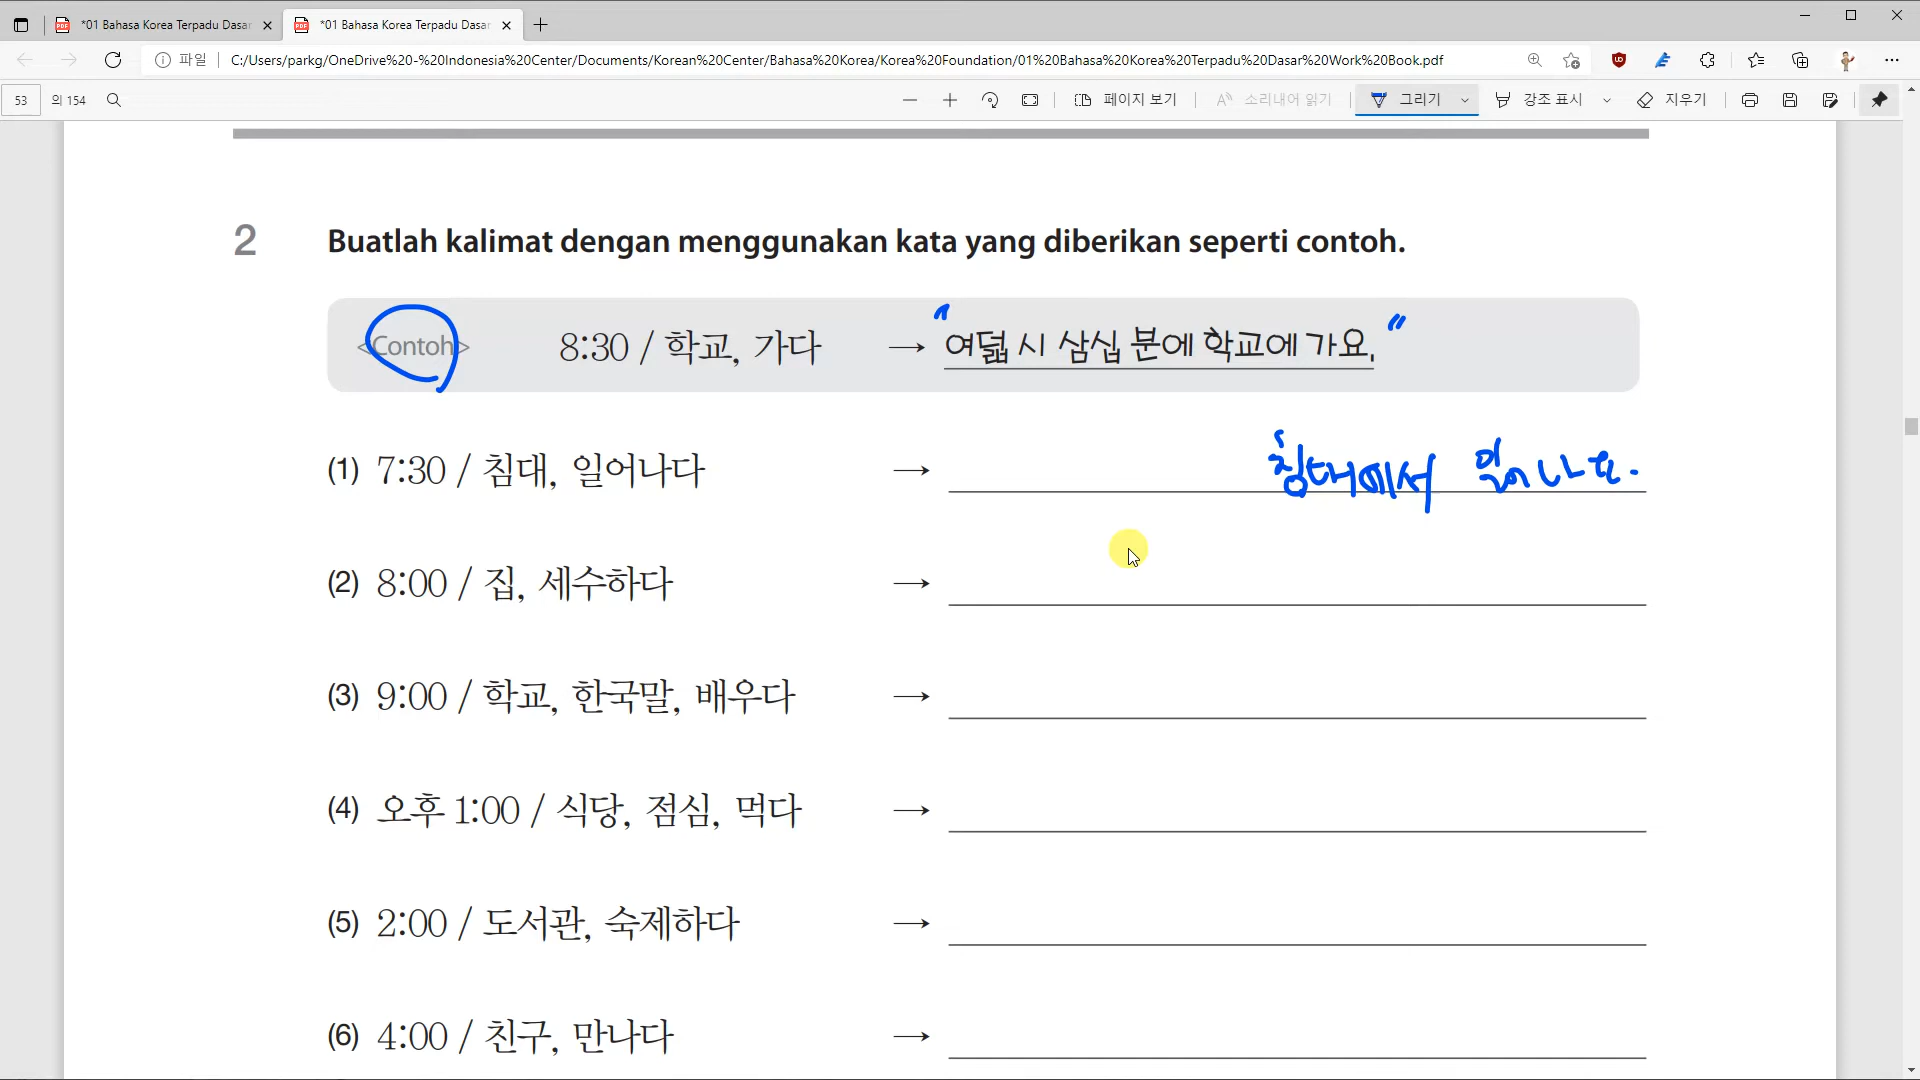 *01 Bahasa Korea Terpadu Dasar
*01 Bahasa Korea Terpadu Dasar
파일 C:/Users/parkg/OneDrive%20-%20Indonesia%20Center/Documents/Korean%20Center/Bahasa%20Korea/Korea%20Foundation/01%20Bahasa%20Korea%20Terpadu%20Dasar%20Work%20Book.pdf
53 의 154 페이지 보기 소리내어 읽기 그리기 강조 표시 지우기
2 Buatlah kalimat dengan menggunakan kata yang diberikan seperti contoh.
<Contoh> 8:30 / 학교, 가다 → "여덟 시 삼십 분에 학교에 가요."
(1) 7:30 / 침대, 일어나다 → 침대에서 일어나요.
(2) 8:00 / 집, 세수하다 →
(3) 9:00 / 학교, 한국말, 배우다 →
(4) 오후 1:00 / 식당, 점심, 먹다 →
(5) 2:00 / 도서관, 숙제하다 →
(6) 4:00 / 친구, 만나다 →